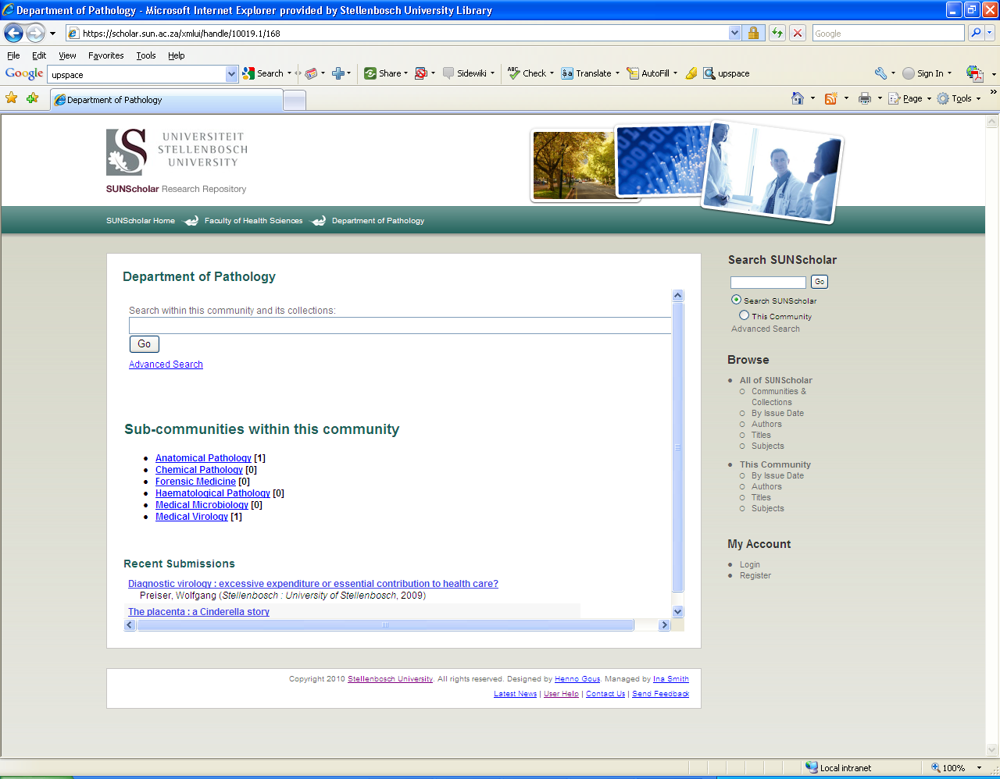 Department of Pathology - Microsoft Internet Explorer provided by Stellenbosch University Library
https://scholar.sun.ac.za/xmlui/handle/10019.1/168
Google
File Edit View Favorites Tools Help
Google upspace Search Share Sidewiki ABC Check Translate AutoFill upspace Sign In
Department of Pathology
Page Tools
UNIVERSITEIT
STELLENBOSCH
UNIVERSITY
SUNScholar Research Repository
SUNScholar Home Faculty of Health Sciences Department of Pathology
Department of Pathology
Search within this community and its collections:
Go
Advanced Search
Sub-communities within this community
Anatomical Pathology [1]
Chemical Pathology [0]
Forensic Medicine [0]
Haematological Pathology [0]
Medical Microbiology [0]
Medical Virology [1]
Recent Submissions
Diagnostic virology : excessive expenditure or essential contribution to health care?
Preiser, Wolfgang (Stellenbosch : University of Stellenbosch, 2009)
The placenta : a Cinderella story
Search SUNScholar
Go
Search SUNScholar
This Community
Advanced Search
Browse
All of SUNScholar
Communities &
Collections
By Issue Date
Authors
Titles
Subjects
This Community
By Issue Date
Authors
Titles
Subjects
My Account
Login
Register
Copyright 2010 Stellenbosch University. All rights reserved. Designed by Henno Gous. Managed by Ina Smith
Latest News | User Help | Contact Us | Send Feedback
Local intranet 100%